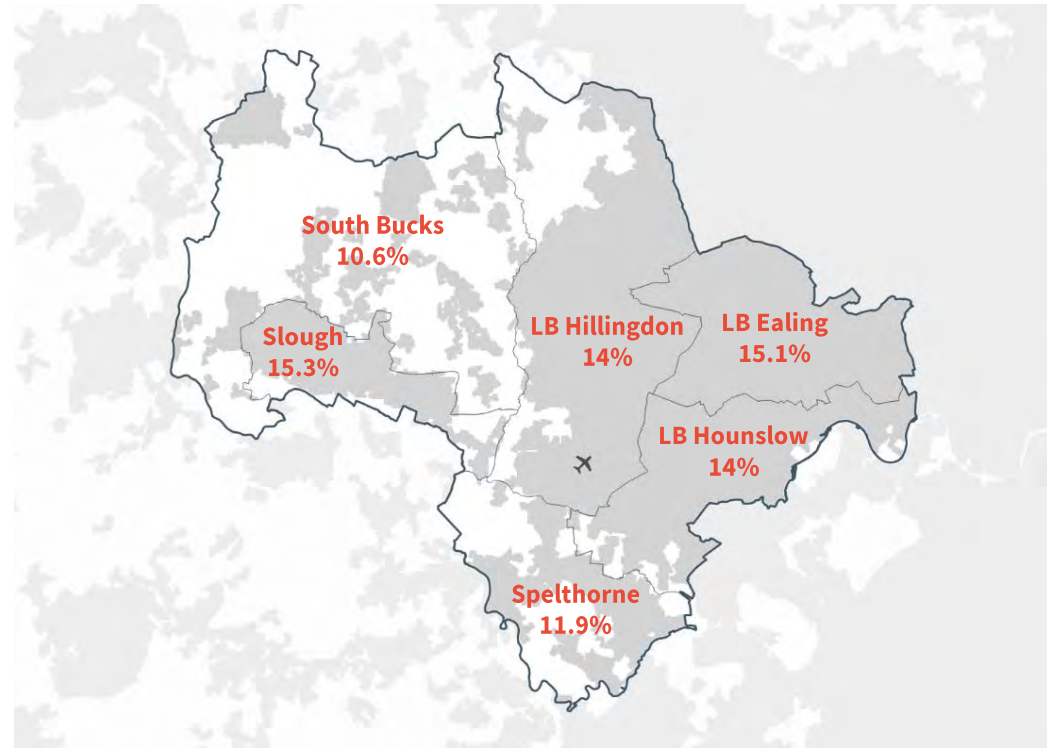 South Bucks
10.6%
Slough
15.3%
LB Hillingdon
14%
LB Ealing
15.1%
LB Hounslow
14%
Spelthorne
11.9%